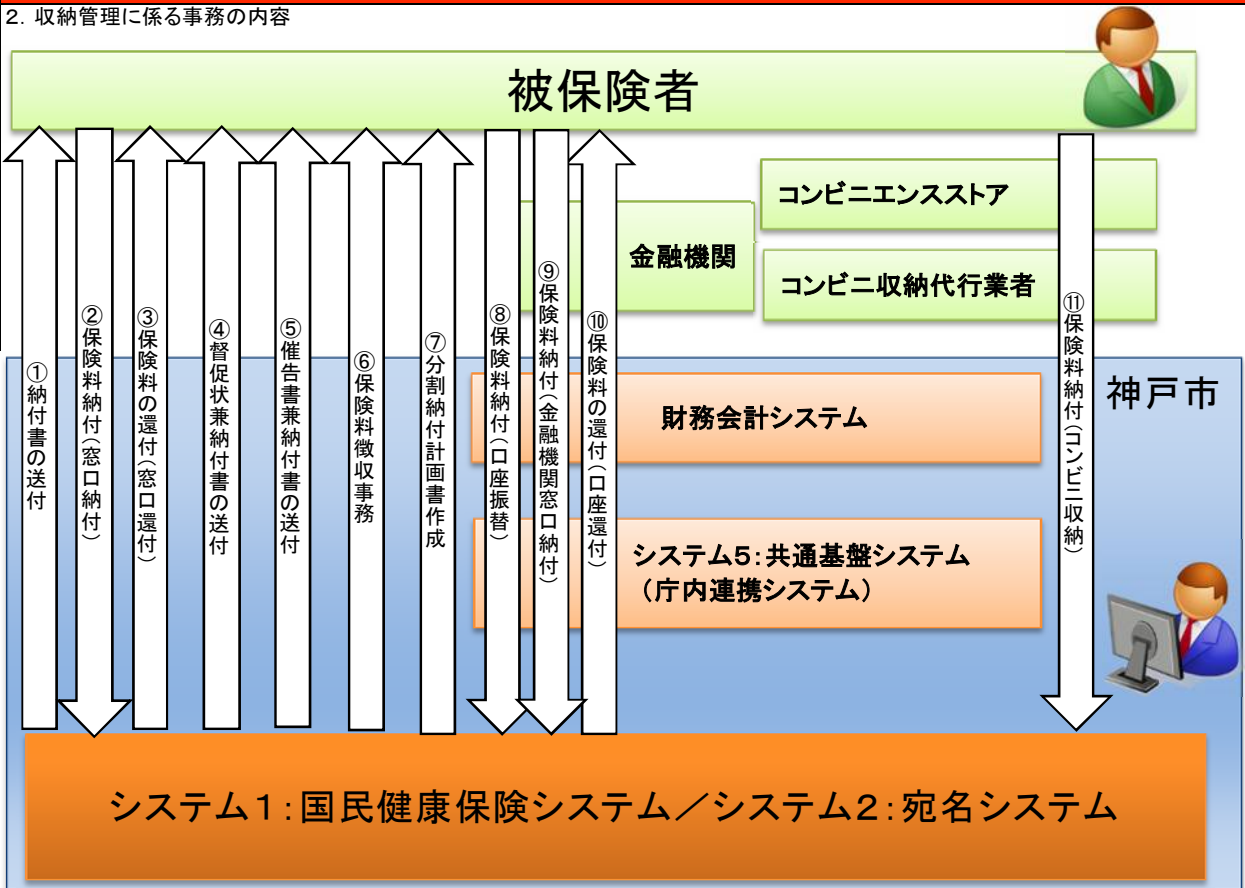 2．収納管理に係る事務の内容
被保険者
コンビニエンスストア
金融機関
コンビニ収納代行業者
①納付書の送付
②保険料納付（窓口納付）
③保険料の還付（窓口還付）
④督促状兼納付書の送付
⑤催告書兼納付書の送付
⑥保険料徴収事務
⑦分割納付計画書作成
⑧保険料納付（口座振替）
⑨保険料納付（金融機関窓口納付）
⑩保険料の還付（口座還付）
⑪保険料納付（コンビニ収納）
神戸市
財務会計システム
システム5：共通基盤システム
（庁内連携システム）
システム1：国民健康保険システム／システム2：宛名システム